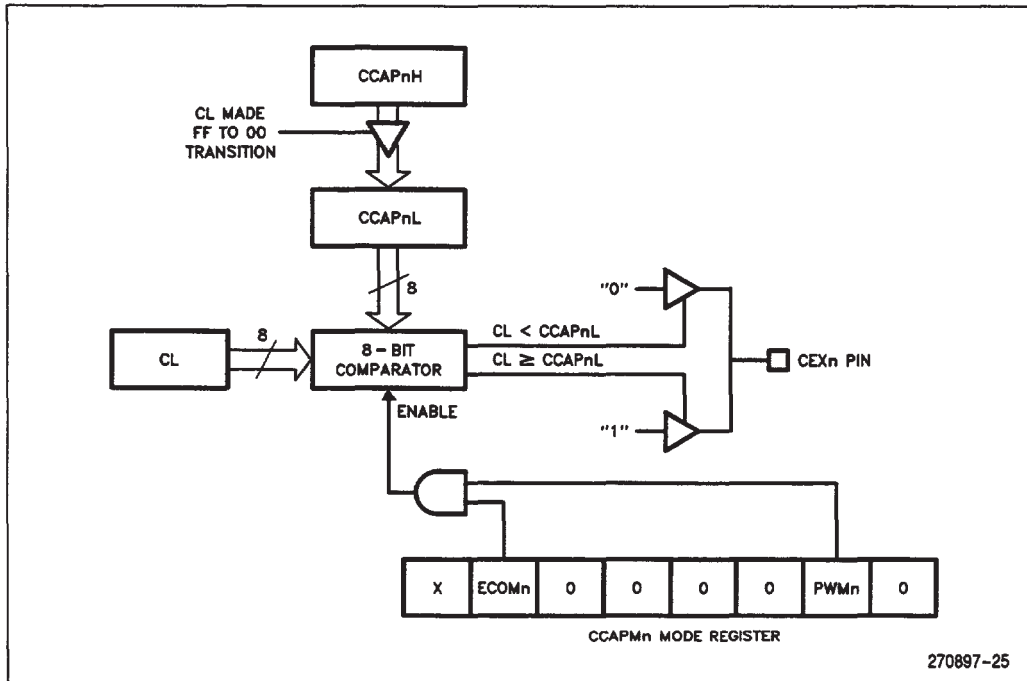 CCAPnH
CL MADE
FF TO 00
TRANSITION
CCAPnL
8
"0"
CL < CCAPnL
8
CL
8 - BIT
COMPARATOR
CL ≥ CCAPnL
CEXn PIN
ENABLE
"1"
X ECOMn 0 0 0 0 PWMn 0
CCAPMn MODE REGISTER
270897-25